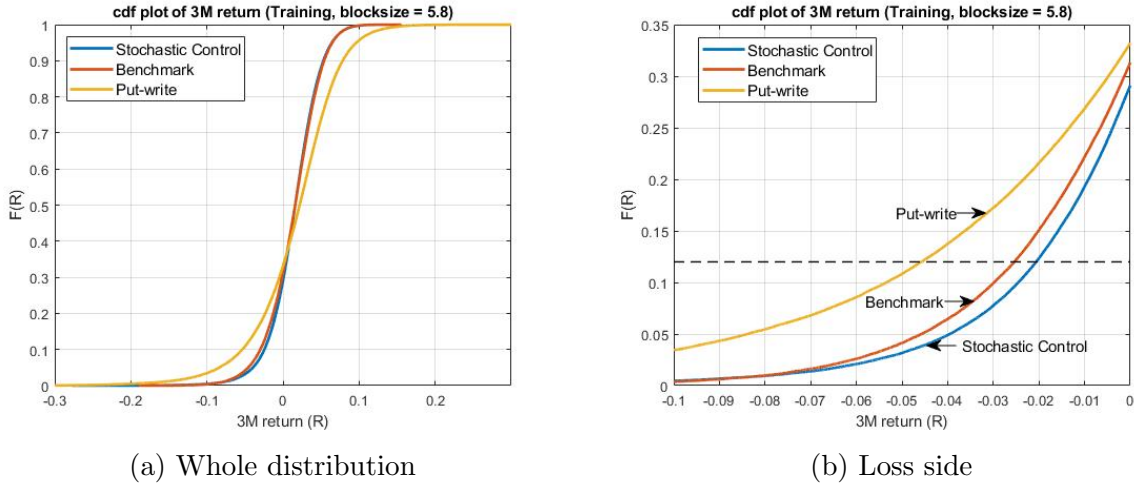 cdf plot of 3M return (Training, blocksize = 5.8)
Stochastic Control
Benchmark
Put-write
1
0.9
0.8
0.7
0.6
0.5
0.4
0.3
0.2
0.1
0
F(R)
-0.3
-0.2
-0.1
0
0.1
0.2
3M return (R)
(a) Whole distribution
cdf plot of 3M return (Training, blocksize = 5.8)
Stochastic Control
Benchmark
Put-write
0.35
0.3
0.25
0.2
0.15
0.1
0.05
0
F(R)
Put-write
Benchmark
Stochastic Control
-0.1
-0.09
-0.08
-0.07
-0.06
-0.05
-0.04
-0.03
-0.02
-0.01
0
3M return (R)
(b) Loss side